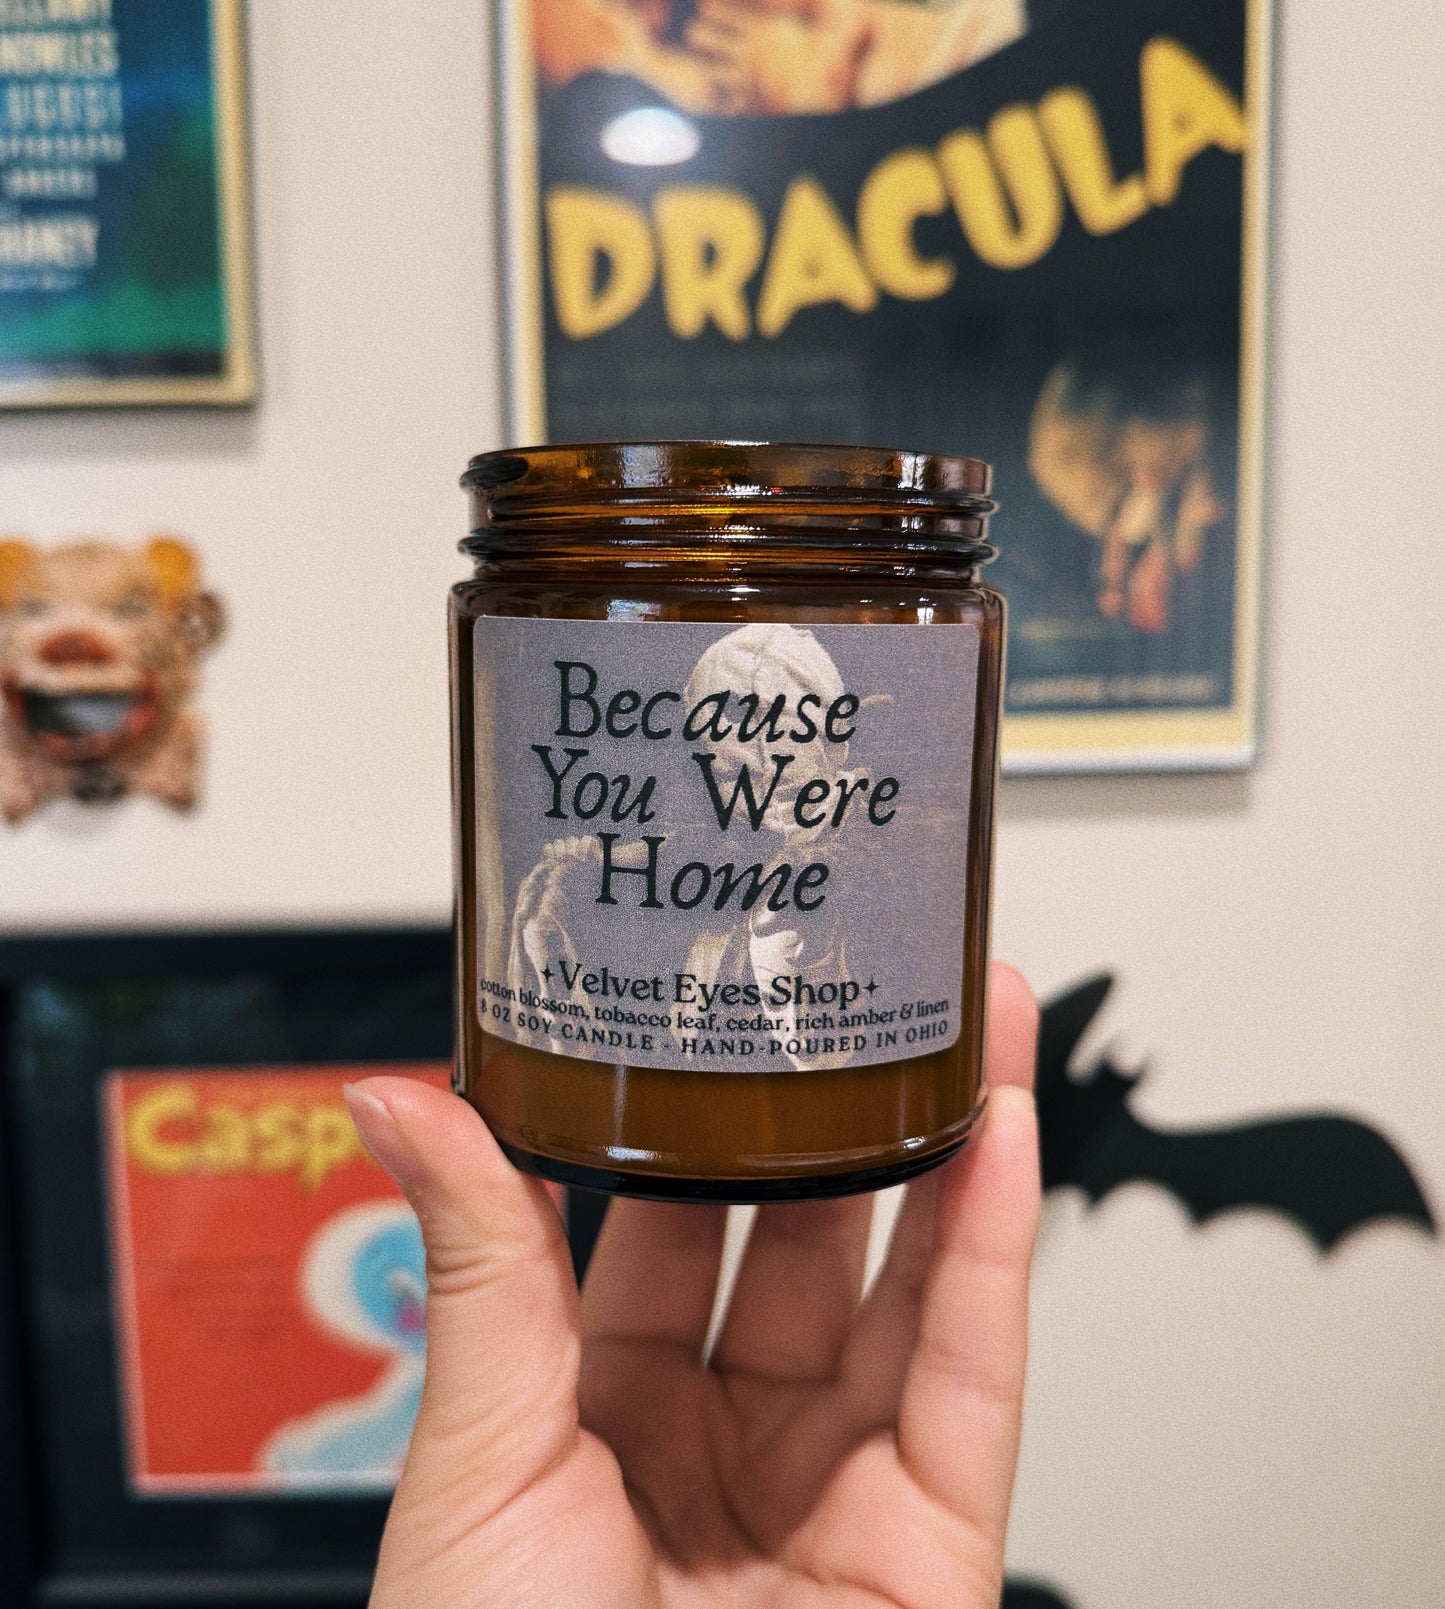 DRACULA
Because
You Were
Home
Velvet Eyes Shop
cotton blossom, tobacco leaf, cedar, rich amber & linen
8 OZ SOY CANDLE - HAND-POURED IN OHIO
Casp